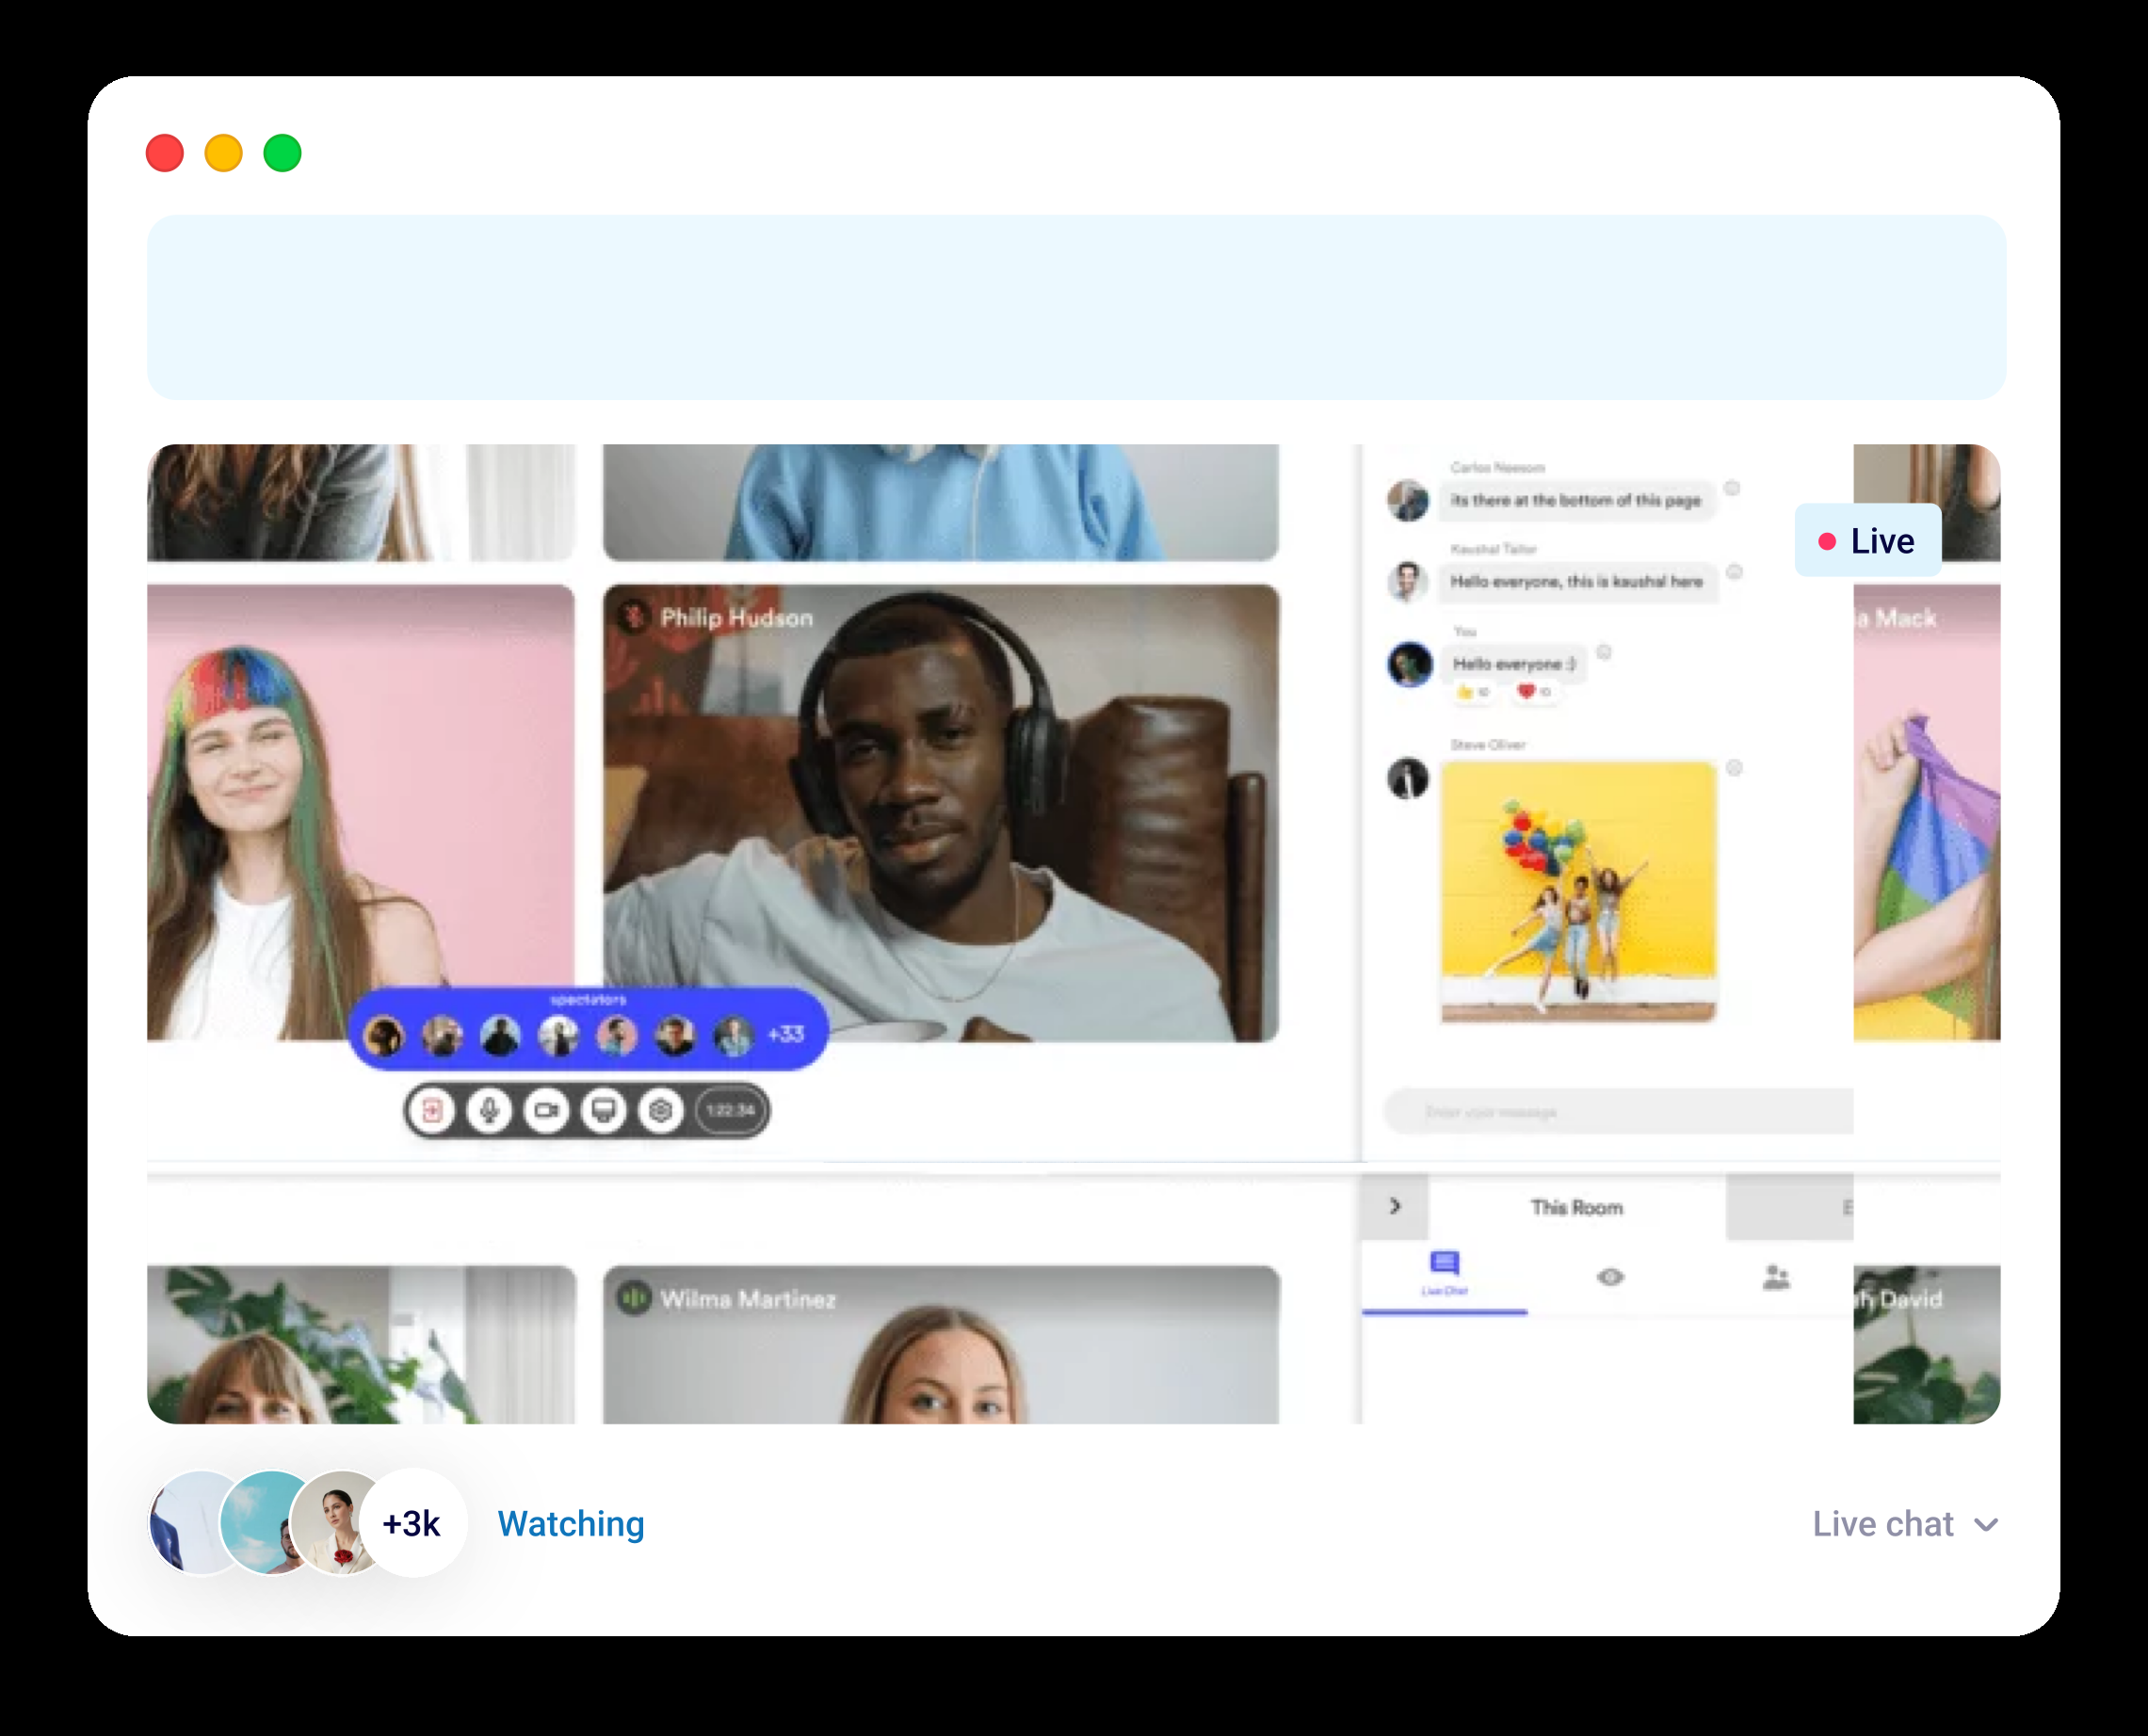 Carlos Neesom
its there at the bottom of this page
Live
Kaushal Tailor
Hello everyone, this is kaushal here
Philip Hudson
a Mack
You
Hello everyone :)
10
10
Steve Oliver
spectators
+33
1:22:34
Enter your message
This Room
E
Live Chat
Wilma Martinez
h David
+3k
Watching
Live chat